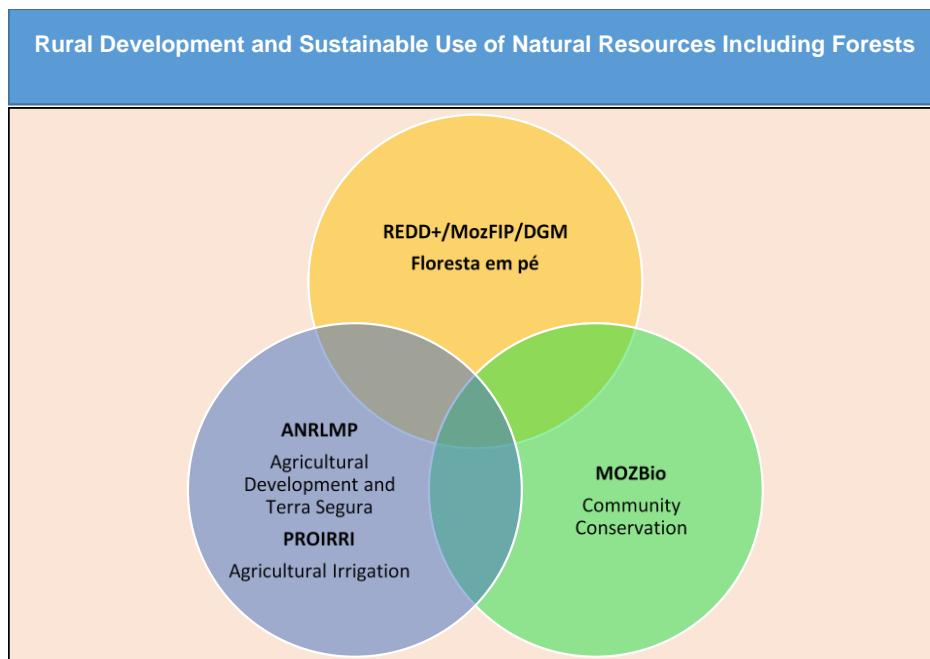 Rural Development and Sustainable Use of Natural Resources Including Forests
REDD+/MozFIP/DGM
Floresta em pé
ANRLMP
Agricultural
Development and
Terra Segura
PROIRRI
Agricultural Irrigation
MOZBio
Community
Conservation